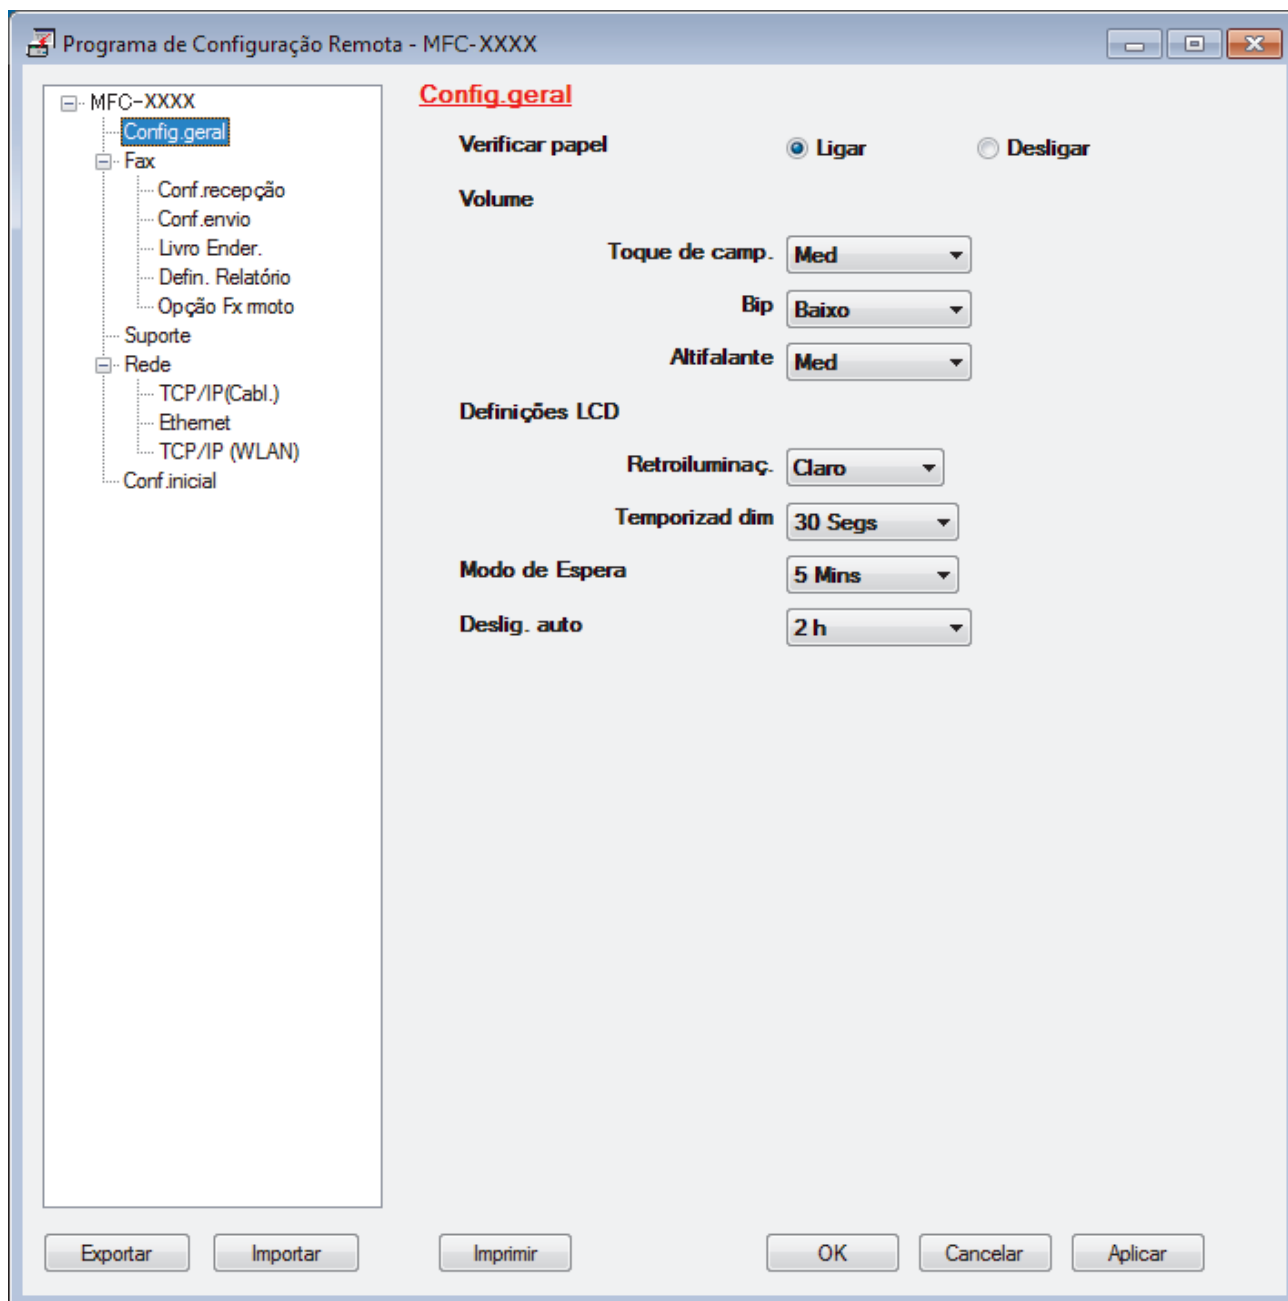 Programa de Configuração Remota - MFC-XXXX
MFC-XXXX
Config.geral
Fax
Conf.recepção
Conf.envio
Livro Ender.
Defin. Relatório
Opção Fx rmoto
Suporte
Rede
TCP/IP(Cabl.)
Ethernet
TCP/IP (WLAN)
Conf.inicial
Config.geral
Verificar papel Ligar Desligar
Volume
Toque de camp. Med
Bip Baixo
Altifalante Med
Definições LCD
Retroiluminaç. Claro
Temporizad dim 30 Segs
Modo de Espera 5 Mins
Deslig. auto 2 h
Exportar Importar Imprimir OK Cancelar Aplicar